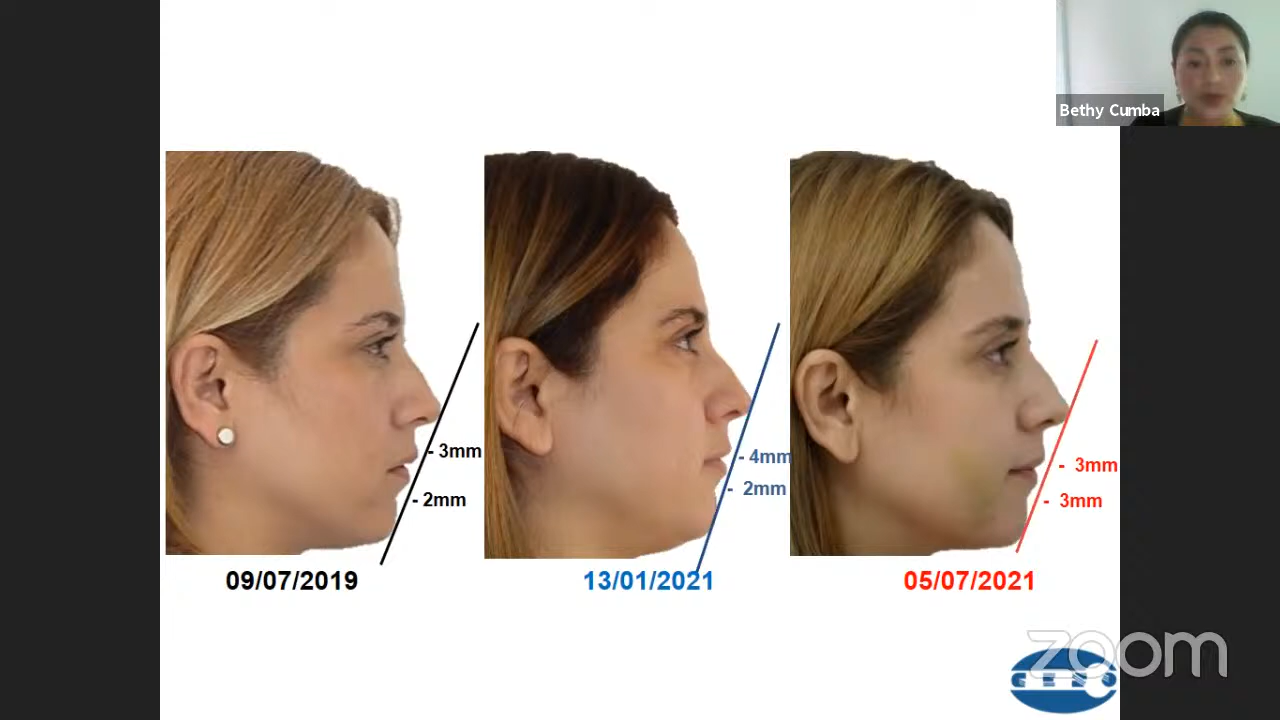 Bethy Cumba
- 3mm
- 2mm
- 4mm
- 2mm
- 3mm
- 3mm
09/07/2019
13/01/2021
05/07/2021
zoom